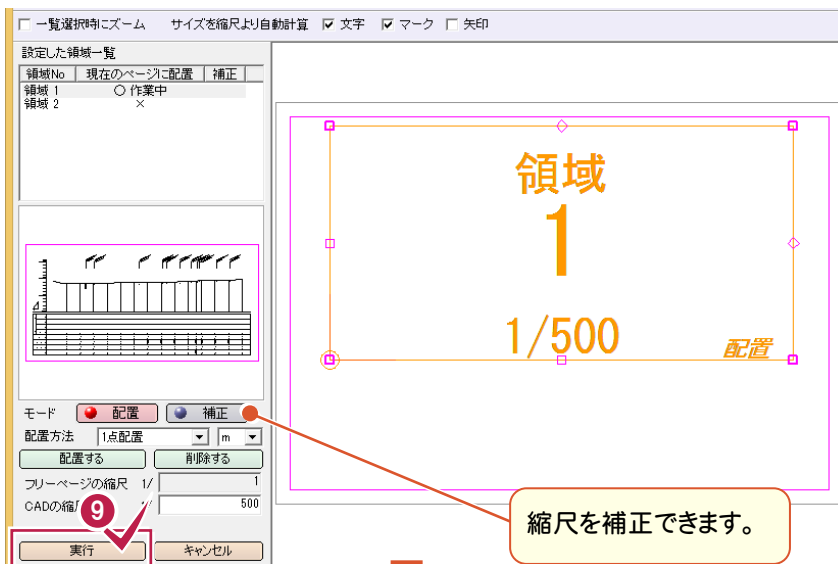 一覧選択時にズーム サイズを縮尺より自動計算 文字 マーク 矢印
設定した領域一覧
領域No 現在のページに配置 補正
領域 1 ○ 作業中
領域 2 ×
領域
1
1/500
配置
モード 配置 補正
配置方法 1点配置 m
配置する 削除する
フリーページの縮尺 1/ 1
CADの縮 500
9
実行 キャンセル
縮尺を補正できます。